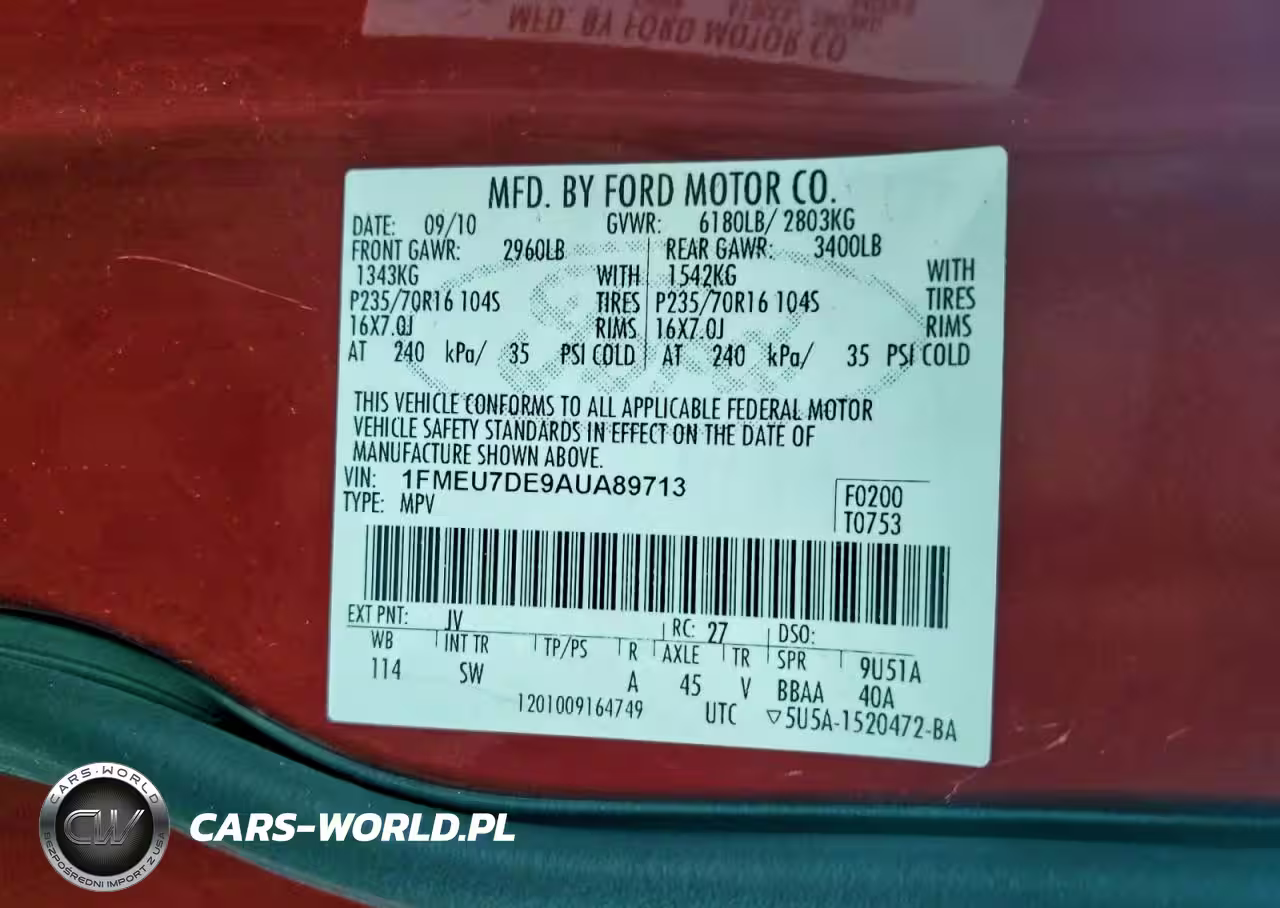 MFD. BY FORD MOTOR CO
MFD. BY FORD MOTOR CO.
DATE: 09/10 GVWR: 6180LB/ 2803KG
FRONT GAWR: 2960LB REAR GAWR: 3400LB
1343KG WITH 1542KG WITH
P235/70R16 104S TIRES P235/70R16 104S TIRES
16X7.0J RIMS 16X7.0J RIMS
AT 240 kPa/ 35 PSI COLD AT 240 kPa/ 35 PSI COLD
THIS VEHICLE CONFORMS TO ALL APPLICABLE FEDERAL MOTOR
VEHICLE SAFETY STANDARDS IN EFFECT ON THE DATE OF
MANUFACTURE SHOWN ABOVE.
VIN: 1FMEU7DE9AUA89713
TYPE: MPV
F0200
T0753
EXT PNT: JV RC: 27 DSO:
WB INT TR TP/PS R AXLE TR SPR 9U51A
114 SW A 45 V BBAA 40A
1201009164749 UTC ▽5U5A-1520472-BA
CARS-WORLD
CW
BEZPOŚREDNI IMPORT Z USA
CARS-WORLD.PL